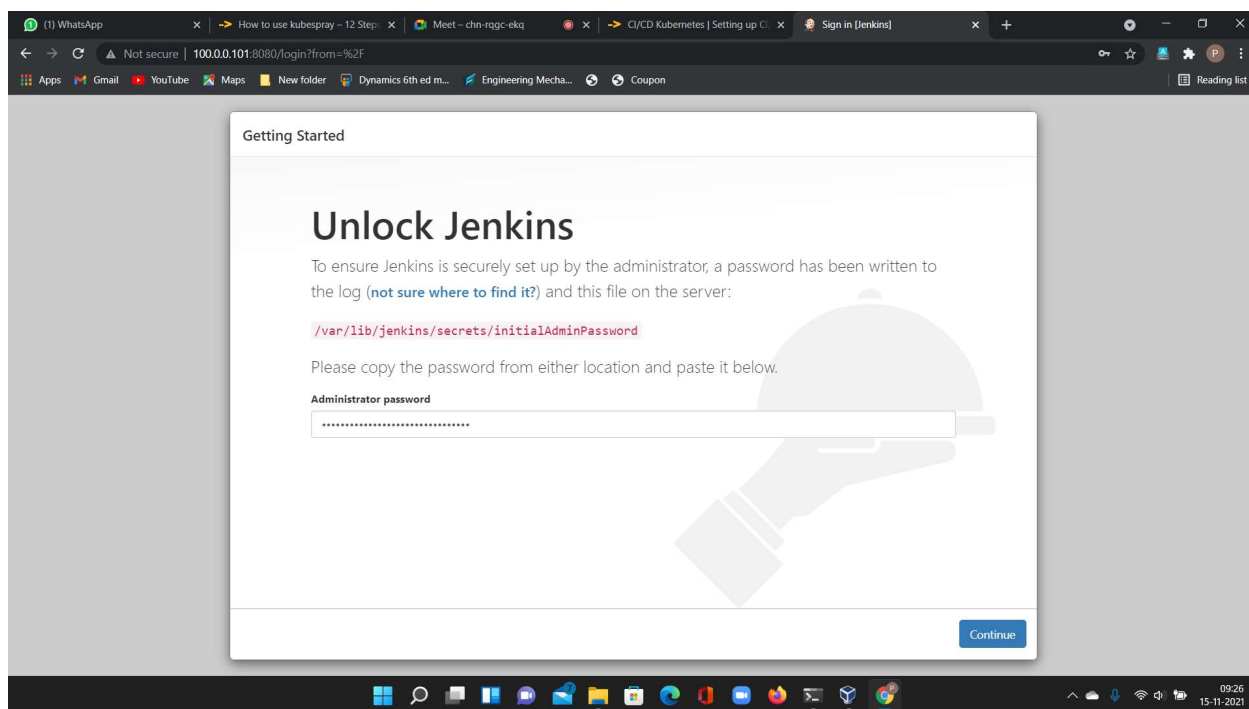 (1) WhatsApp
How to use kubespray – 12 Step
Meet – chn-rqgc-ekq
CI/CD Kubernetes | Setting up CI
Sign in [Jenkins]
Not secure | 100.0.0.101:8080/login?from=%2F
P
Apps
Gmail
YouTube
Maps
New folder
Dynamics 6th ed m...
Engineering Mecha...
Coupon
Reading list
Getting Started
Unlock Jenkins
To ensure Jenkins is securely set up by the administrator, a password has been written to
the log (not sure where to find it?) and this file on the server:
/var/lib/jenkins/secrets/initialAdminPassword
Please copy the password from either location and paste it below.
Administrator password
Continue
09:26
15-11-2021